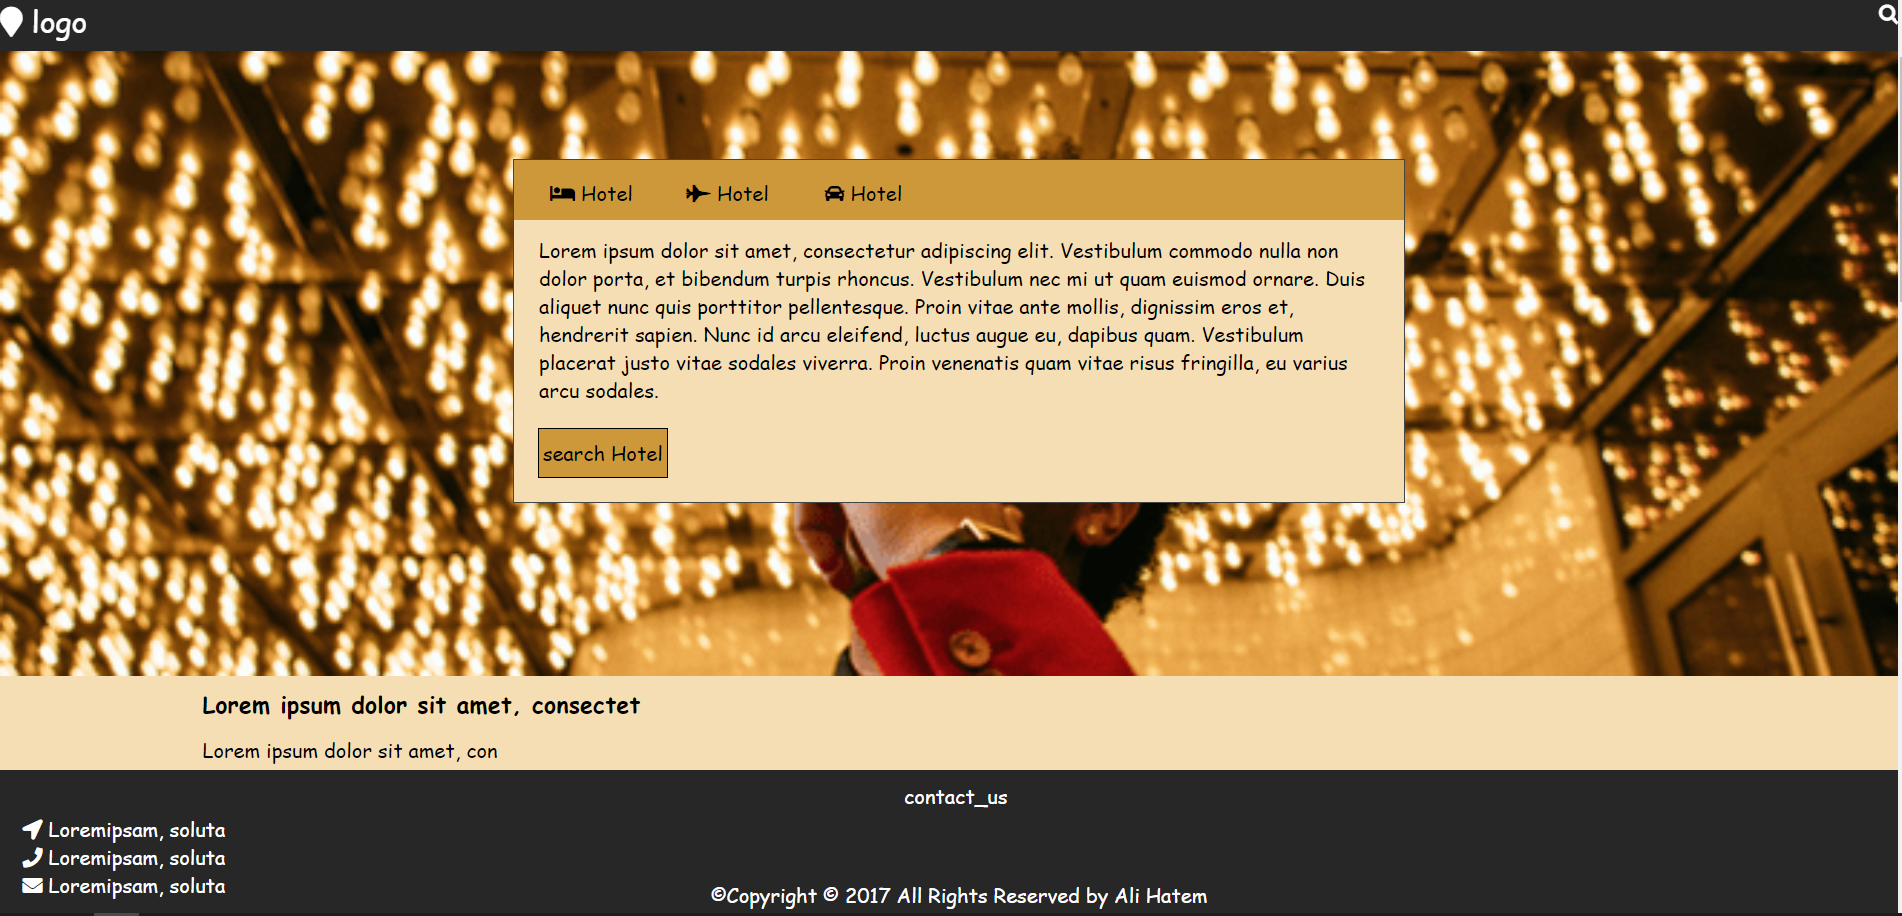 logo
Hotel Hotel Hotel
Lorem ipsum dolor sit amet, consectetur adipiscing elit. Vestibulum commodo nulla non
dolor porta, et bibendum turpis rhoncus. Vestibulum nec mi ut quam euismod ornare. Duis
aliquet nunc quis porttitor pellentesque. Proin vitae ante mollis, dignissim eros et,
hendrerit sapien. Nunc id arcu eleifend, luctus augue eu, dapibus quam. Vestibulum
placerat justo vitae sodales viverra. Proin venenatis quam vitae risus fringilla, eu varius
arcu sodales.
search Hotel
Lorem ipsum dolor sit amet, consectet
Lorem ipsum dolor sit amet, con
contact_us
Loremipsam, soluta
Loremipsam, soluta
Loremipsam, soluta
©Copyright © 2017 All Rights Reserved by Ali Hatem